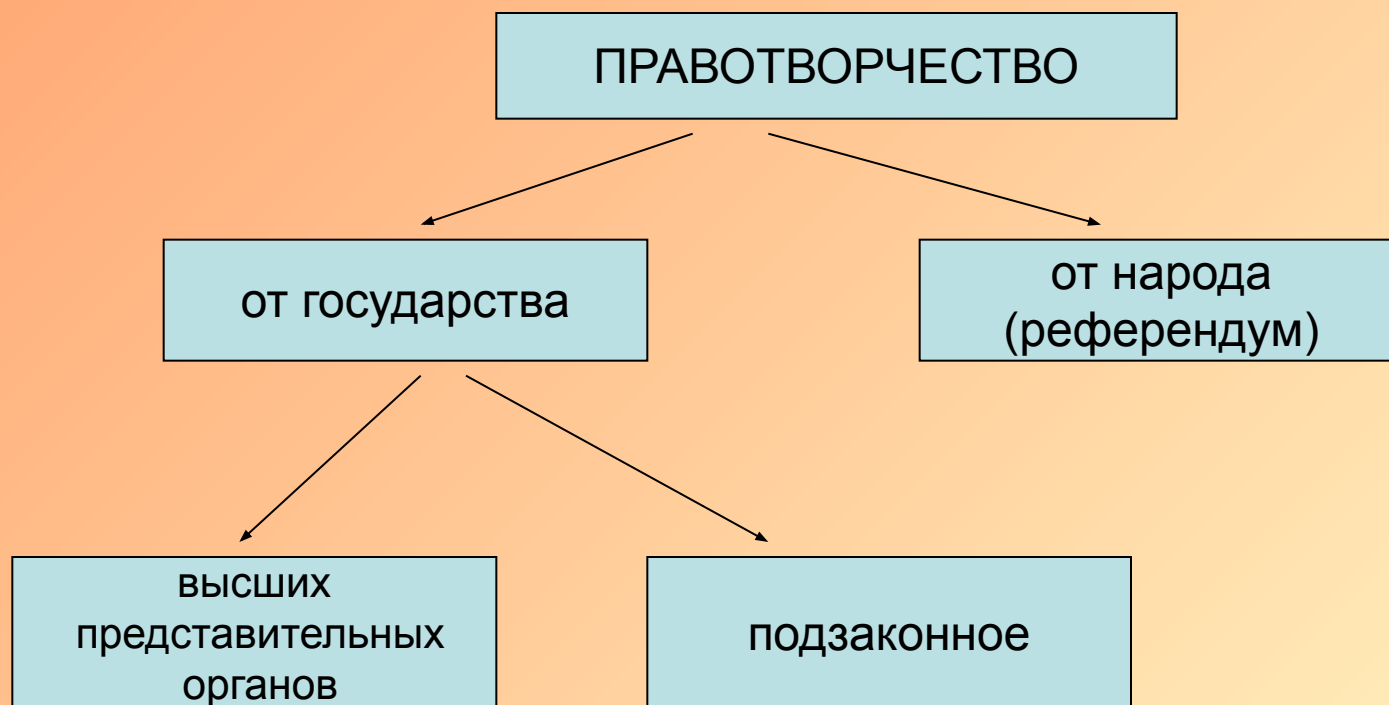 ПРАВОТВОРЧЕСТВО
от государства
от народа
(референдум)
высших
представительных
органов
подзаконное